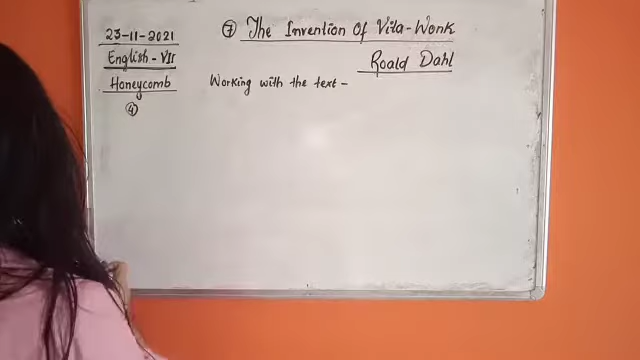 23-11-2021
English - VII
Honeycomb
4
7 The Invention Of Vita-Wonk
Roald Dahl
Working with the text -